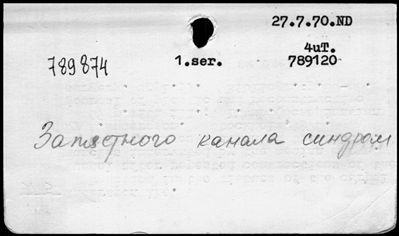 27.7.70.ND
4uT.
789874
1.ser.
789120
Запястного канала синдром